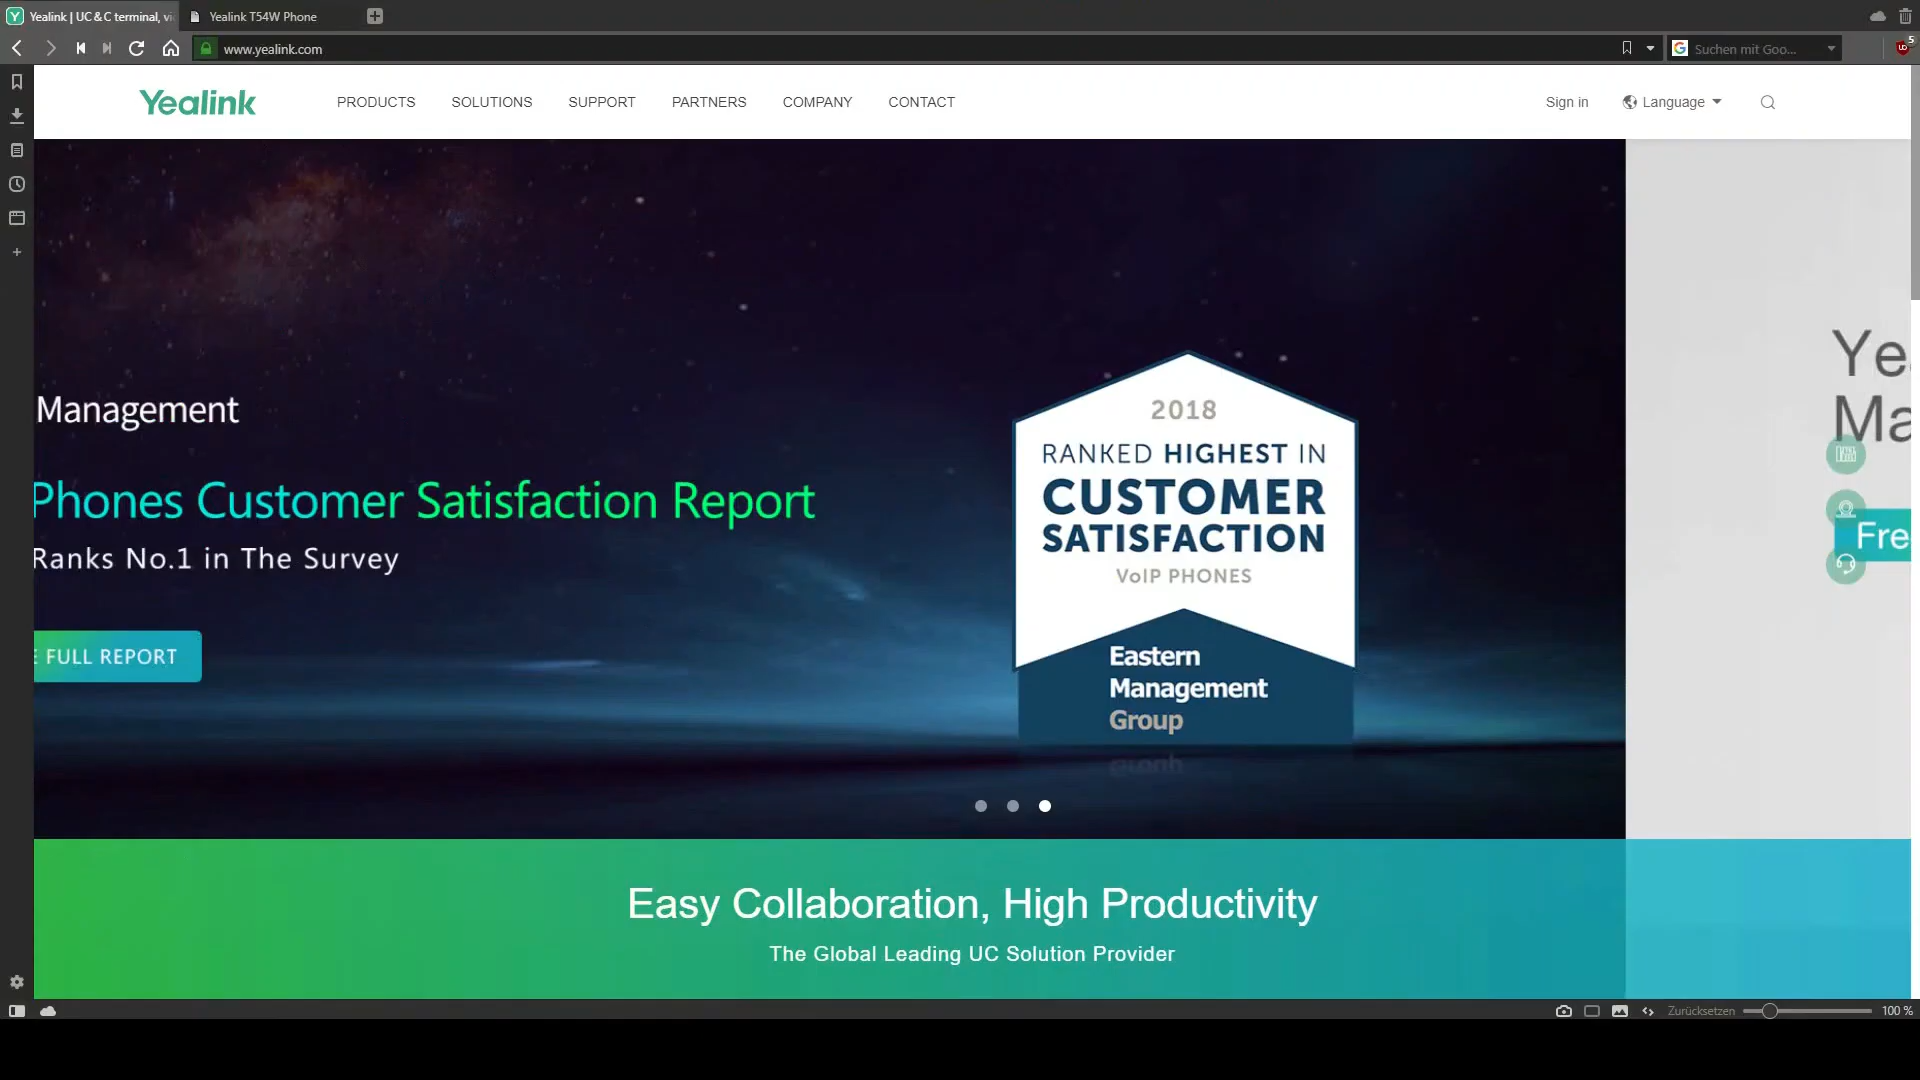 Yealink | UC & C terminal, vi
Yealink T54W Phone
www.yealink.com
Suchen mit Goo...
5
Yealink
PRODUCTS
SOLUTIONS
SUPPORT
PARTNERS
COMPANY
CONTACT
Sign in
Language
Management
Phones Customer Satisfaction Report
Ranks No.1 in The Survey
FULL REPORT
2018
RANKED HIGHEST IN
CUSTOMER
SATISFACTION
VoIP PHONES
Eastern
Management
Group
Ye
Ma
Fre
Easy Collaboration, High Productivity
The Global Leading UC Solution Provider
Zurücksetzen
100 %